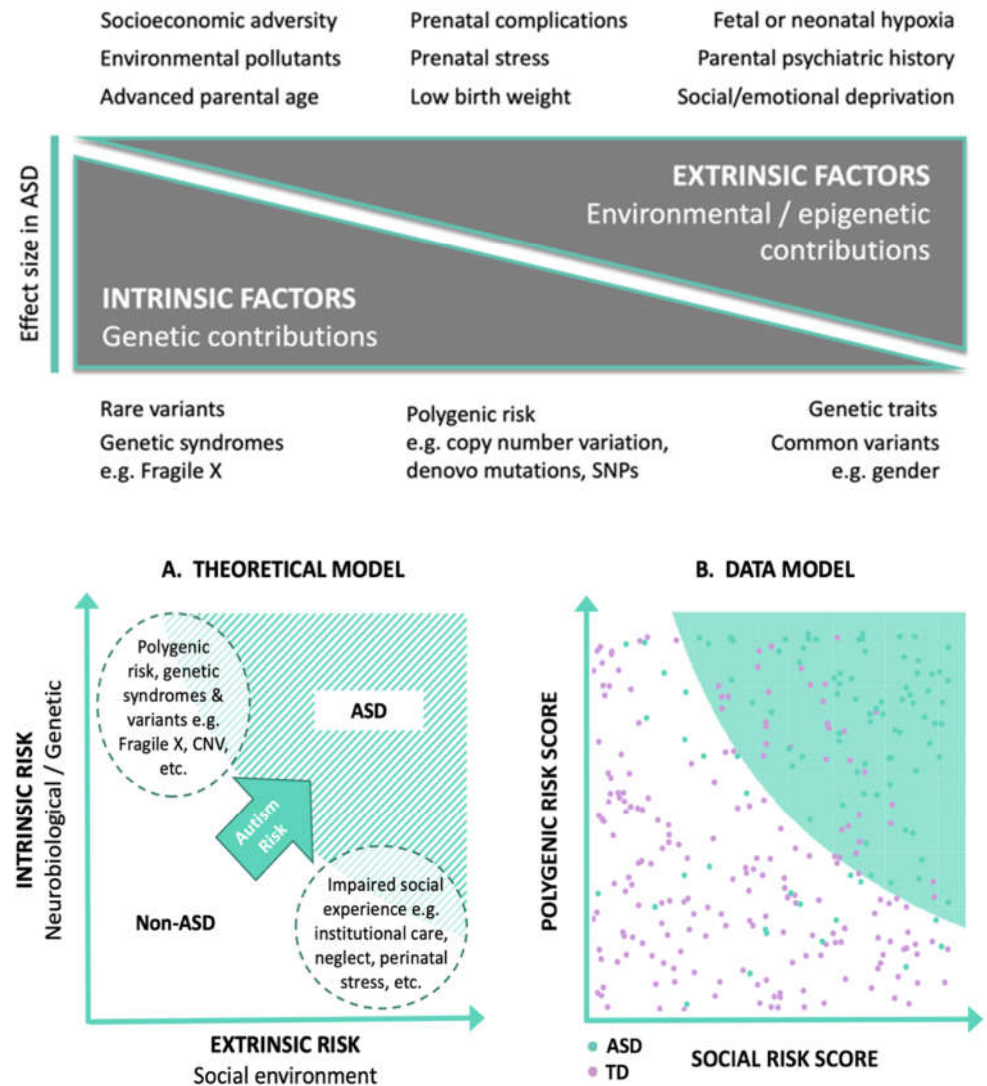 Socioeconomic adversity
Environmental pollutants
Advanced parental age
Prenatal complications
Prenatal stress
Low birth weight
Fetal or neonatal hypoxia
Parental psychiatric history
Social/emotional deprivation
Effect size in ASD
EXTRINSIC FACTORS
Environmental / epigenetic
contributions
INTRINSIC FACTORS
Genetic contributions
Rare variants
Genetic syndromes
e.g. Fragile X
Polygenic risk
e.g. copy number variation,
denovo mutations, SNPs
Genetic traits
Common variants
e.g. gender
A. THEORETICAL MODEL
INTRINSIC RISK
Neurobiological / Genetic
Polygenic
risk, genetic
syndromes &
variants e.g.
Fragile X, CNV,
etc.
ASD
Autism
Risk
Non-ASD
Impaired social
experience e.g.
institutional care,
neglect, perinatal
stress, etc.
EXTRINSIC RISK
Social environment
B. DATA MODEL
POLYGENIC RISK SCORE
ASD
TD
SOCIAL RISK SCORE